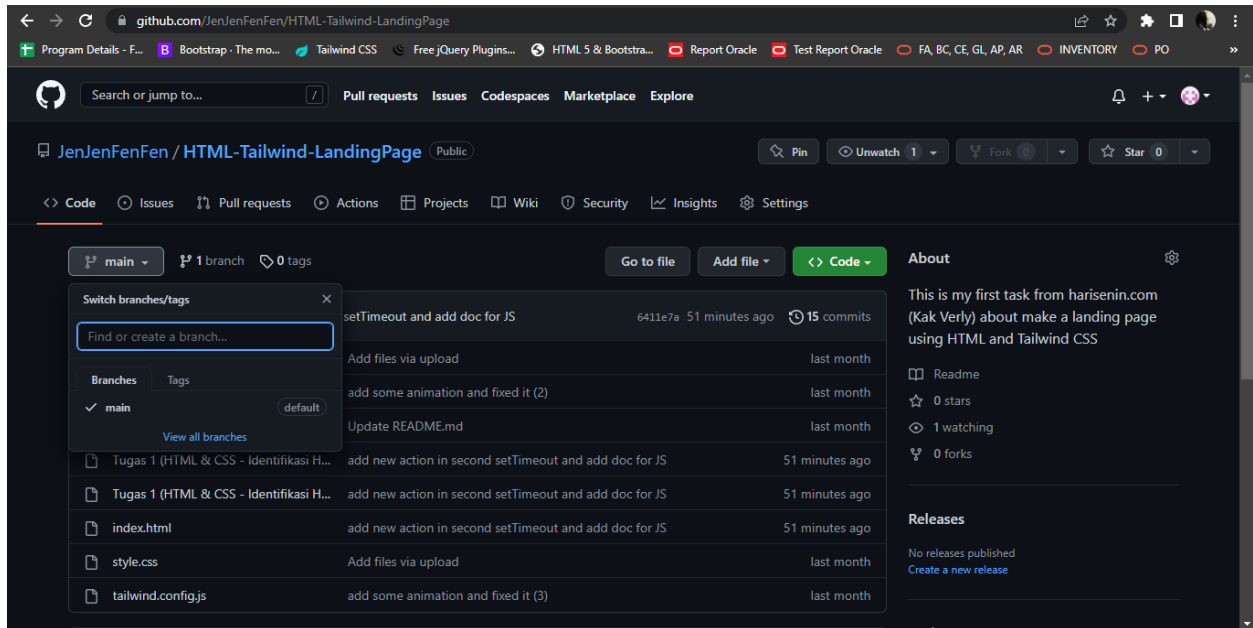 github.com/JenJenFenFen/HTML-Tailwind-LandingPage
Program Details - F... B Bootstrap · The mo... Tailwind CSS Free jQuery Plugins... HTML 5 & Bootstra... Report Oracle Test Report Oracle FA, BC, CE, GL, AP, AR INVENTORY PO »
Search or jump to... / Pull requests Issues Codespaces Marketplace Explore
JenJenFenFen / HTML-Tailwind-LandingPage Public Pin Unwatch 1 Fork 0 Star 0
Code Issues Pull requests Actions Projects Wiki Security Insights Settings
main 1 branch 0 tags Go to file Add file Code
Switch branches/tags
Find or create a branch...
Branches Tags
main default
View all branches
setTimeout and add doc for JS 6411e7a 51 minutes ago 15 commits
Add files via upload last month
add some animation and fixed it (2) last month
Update README.md last month
Tugas 1 (HTML & CSS - Identifikasi H... add new action in second setTimeout and add doc for JS 51 minutes ago
Tugas 1 (HTML & CSS - Identifikasi H... add new action in second setTimeout and add doc for JS 51 minutes ago
index.html add new action in second setTimeout and add doc for JS 51 minutes ago
style.css Add files via upload last month
tailwind.config.js add some animation and fixed it (3) last month
About
This is my first task from harisenin.com
(Kak Verly) about make a landing page
using HTML and Tailwind CSS
Readme
0 stars
1 watching
0 forks
Releases
No releases published
Create a new release